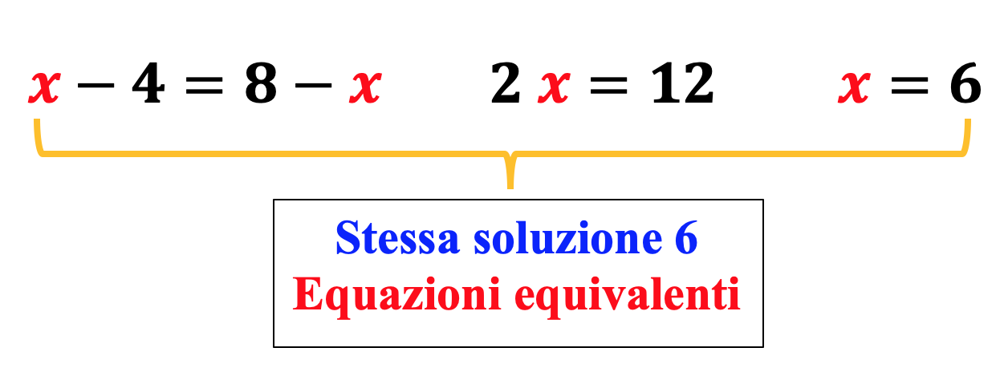 x − 4 = 8 − x 2 x = 12 x = 6
Stessa soluzione 6
Equazioni equivalenti